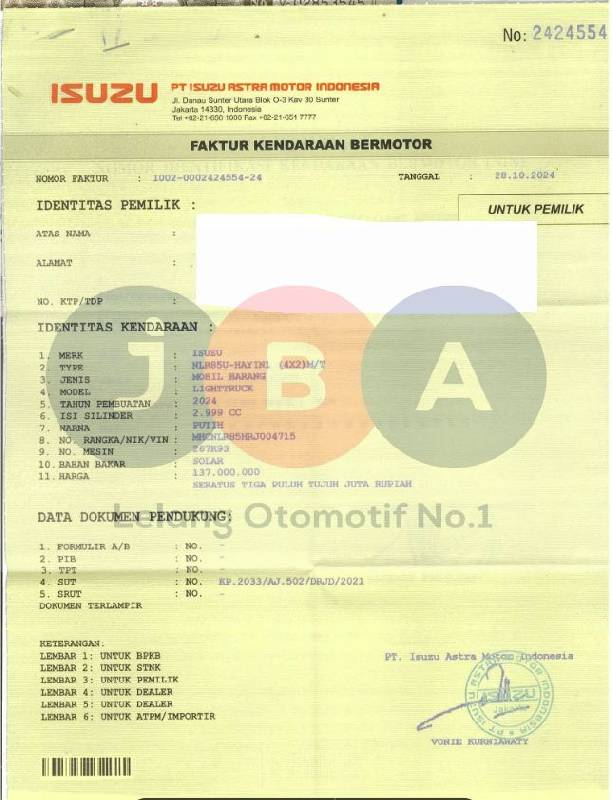 No: 2424554
ISUZU PT ISUZU ASTRA MOTOR INDONESIA
Jl. Danau Sunter Utara Blok O-3 Kav 30 Sunter
Jakarta 14330, Indonesia
FAKTUR KENDARAAN BERMOTOR
NOMOR FAKTUR : I002-0002424554-24 TANGGAL : 28.10.2024
IDENTITAS PEMILIK : UNTUK PEMILIK
ATAS NAMA :
ALAMAT :
NO. KTP/TDP :
IDENTITAS KENDARAAN :
1. MERK : ISUZU
2. TYPE : (4X2)M/T
3. JENIS : MOBIL BARANG
4. MODEL : LIGHTTRUCK
5. TAHUN PEMBUATAN : 2024
6. ISI SILINDER : 2.999 CC
7. WARNA : PUTIH
8. NO. RANGKA/NIK/VIN :
9. NO. MESIN :
10. BAHAN BAKAR : SOLAR
11. HARGA : 137.000.000
SERATUS TIGA PULUH TUJUH JUTA RUPIAH
jBA
Lelang Otomotif No.1
DATA DOKUMEN PENDUKUNG:
1. FORMULIR A/B : NO. -
2. PIB : NO. -
3. TPT : NO. -
4. SUT : NO. KP.2033/AJ.502/DRJD/2021
5. SRUT : NO. -
DOKUMEN TERLAMPIR
KETERANGAN:
LEMBAR 1: UNTUK BPKB
LEMBAR 2: UNTUK STNK
LEMBAR 3: UNTUK PEMILIK
LEMBAR 4: UNTUK DEALER
LEMBAR 5: UNTUK DEALER
LEMBAR 6: UNTUK ATPM/IMPORTIR
PT. Isuzu Astra Motor Indonesia
ISUZU
Jakarta
PT ISUZU ASTRA MOTOR INDONESIA
VONIE KURNIAWATY